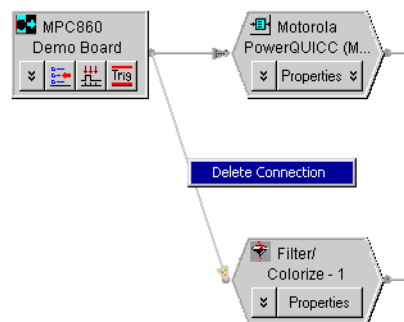 MPC860
Demo Board
Trig
Motorola
PowerQUICC (M...
Properties
Delete Connection
Filter/
Colorize - 1
Properties